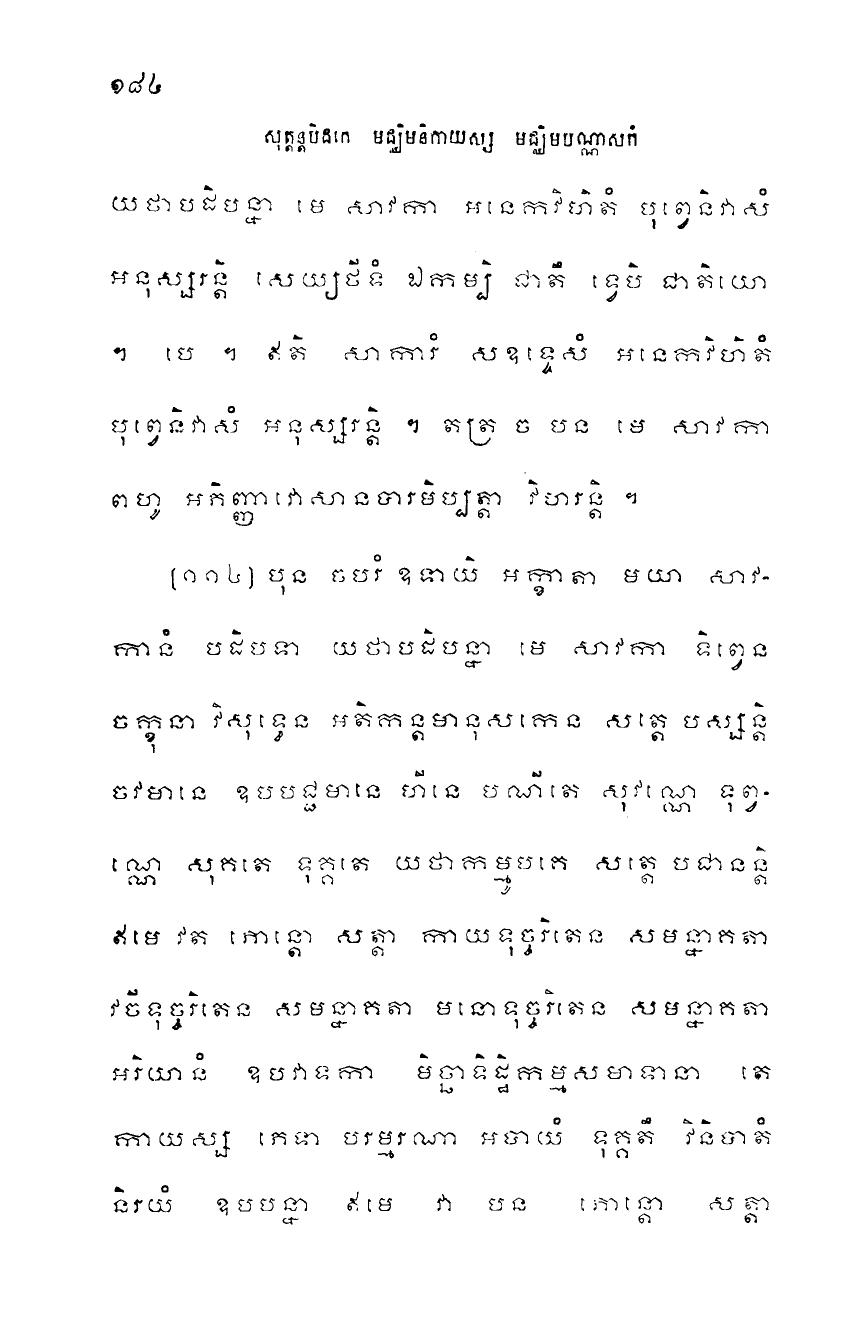 ១៨៤
សុត្តន្តបិដកេ មជ្ឈិមនិកាយស្ស មជ្ឈិមបណ្ណាសកំ
យថាបដិបន្នា មេ សាវកា អនេកវិហិតំ បុព្វេនិវាសំ
អនុស្សរន្តិ សេយ្យថីទំ ឯកម្បិ ជាតឹ ទ្វេបិ ជាតិយោ
។ បេ ។ ឥតិ សាការំ សឧទ្ទេសំ អនេកវិហិតំ
បុព្វេនិវាសំ អនុស្សរន្តិ ។ តត្រ ច បន មេ សាវកា
ពហូ អភិញ្ញាវោសានបារមិប្បត្តា វិហរន្តិ ។
(១១៤) បុន ចបរំ ឧទាយិ អក្ខាតា មយា សាវ-
កានំ បដិបទា យថាបដិបន្នា មេ សាវកា ទិព្វេន
ចក្ខុនា វិសុទ្ធេន អតិកន្តមានុសកេន សត្តេ បស្សន្តិ
ចវមានេ ឧបបជ្ជមានេ ហីនេ បណីតេ សុវណ្ណេ ទុព្វ-
ណ្ណេ សុគតេ ទុគ្គតេ យថាកម្មូបគេ សត្តេ បជានន្តិ
ឥមេ វត ភោន្តោ សត្តា កាយទុច្ចរិតេន សមន្នាគតា
វចីទុច្ចរិតេន សមន្នាគតា មនោទុច្ចរិតេន សមន្នាគតា
អរិយានំ ឧបវាទកា មិច្ឆាទិដ្ឋិកម្មសមាទានា តេ
កាយស្ស ភេទា បរម្មរណា អបាយំ ទុគ្គតឹ វិនិបាតំ
និរយំ ឧបបន្នា ឥមេ វា បន ភោន្តោ សត្តា